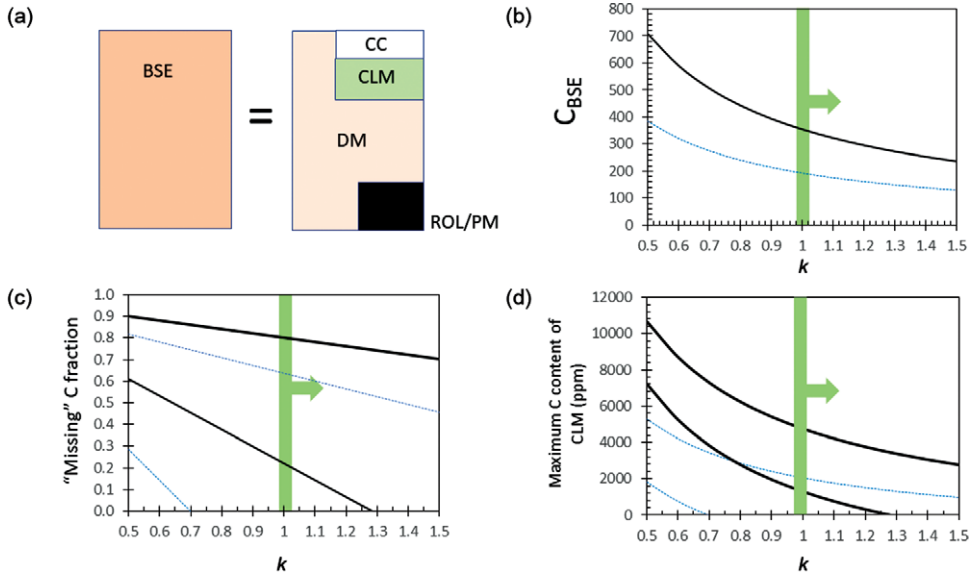 (a)
BSE
=
CC
CLM
DM
ROL/PM
(b)
C_BSE
800
700
600
500
400
300
200
100
0
0.5 0.6 0.7 0.8 0.9 1 1.1 1.2 1.3 1.4 1.5
k
(c)
"Missing" C fraction
1.0
0.9
0.8
0.7
0.6
0.5
0.4
0.3
0.2
0.1
0.0
0.5 0.6 0.7 0.8 0.9 1 1.1 1.2 1.3 1.4 1.5
k
(d)
Maximum C content of
CLM (ppm)
12000
10000
8000
6000
4000
2000
0
0.5 0.6 0.7 0.8 0.9 1 1.1 1.2 1.3 1.4 1.5
k